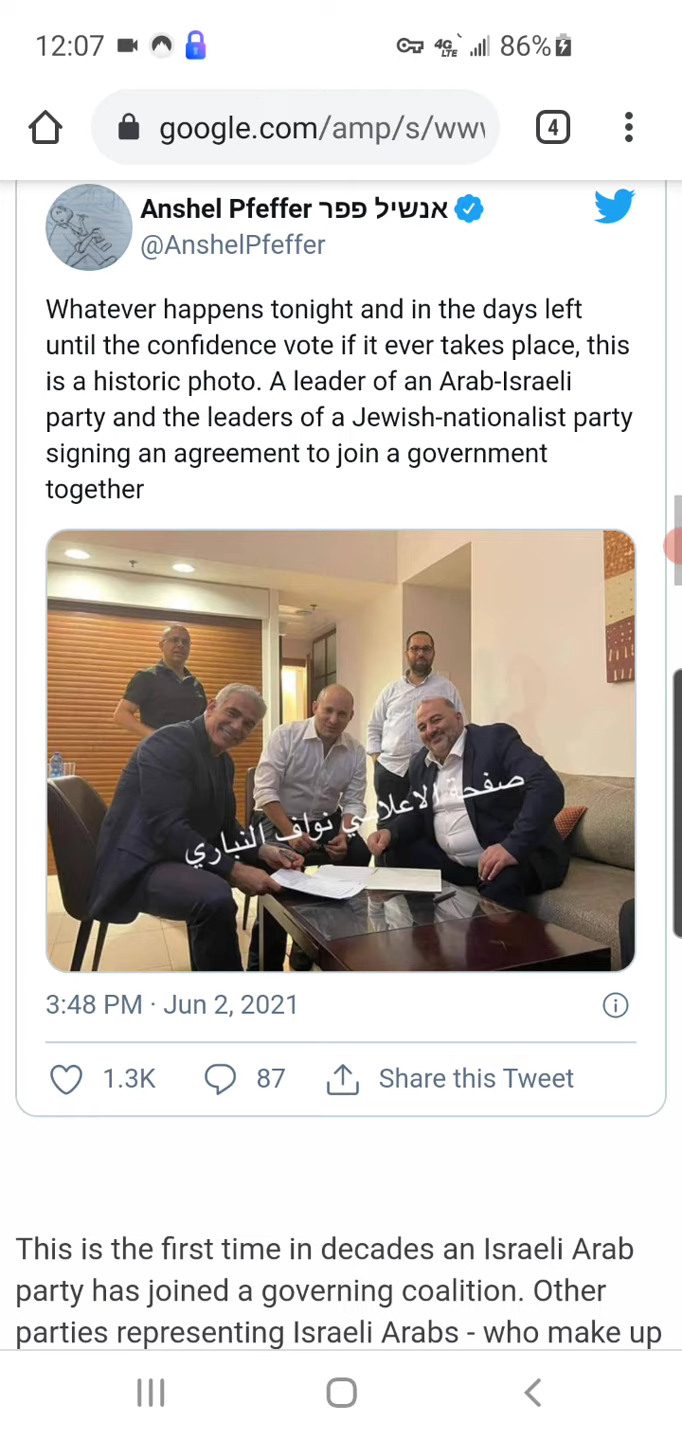 12:07
4G
LTE
86%
google.com/amp/s/www
4
Anshel Pfeffer אנשיל פפר
@AnshelPfeffer
Whatever happens tonight and in the days left
until the confidence vote if it ever takes place, this
is a historic photo. A leader of an Arab-Israeli
party and the leaders of a Jewish-nationalist party
signing an agreement to join a government
together
صفحة الاعلامي نواف النباري
3:48 PM · Jun 2, 2021
1.3K
87
Share this Tweet
This is the first time in decades an Israeli Arab
party has joined a governing coalition. Other
parties representing Israeli Arabs - who make up